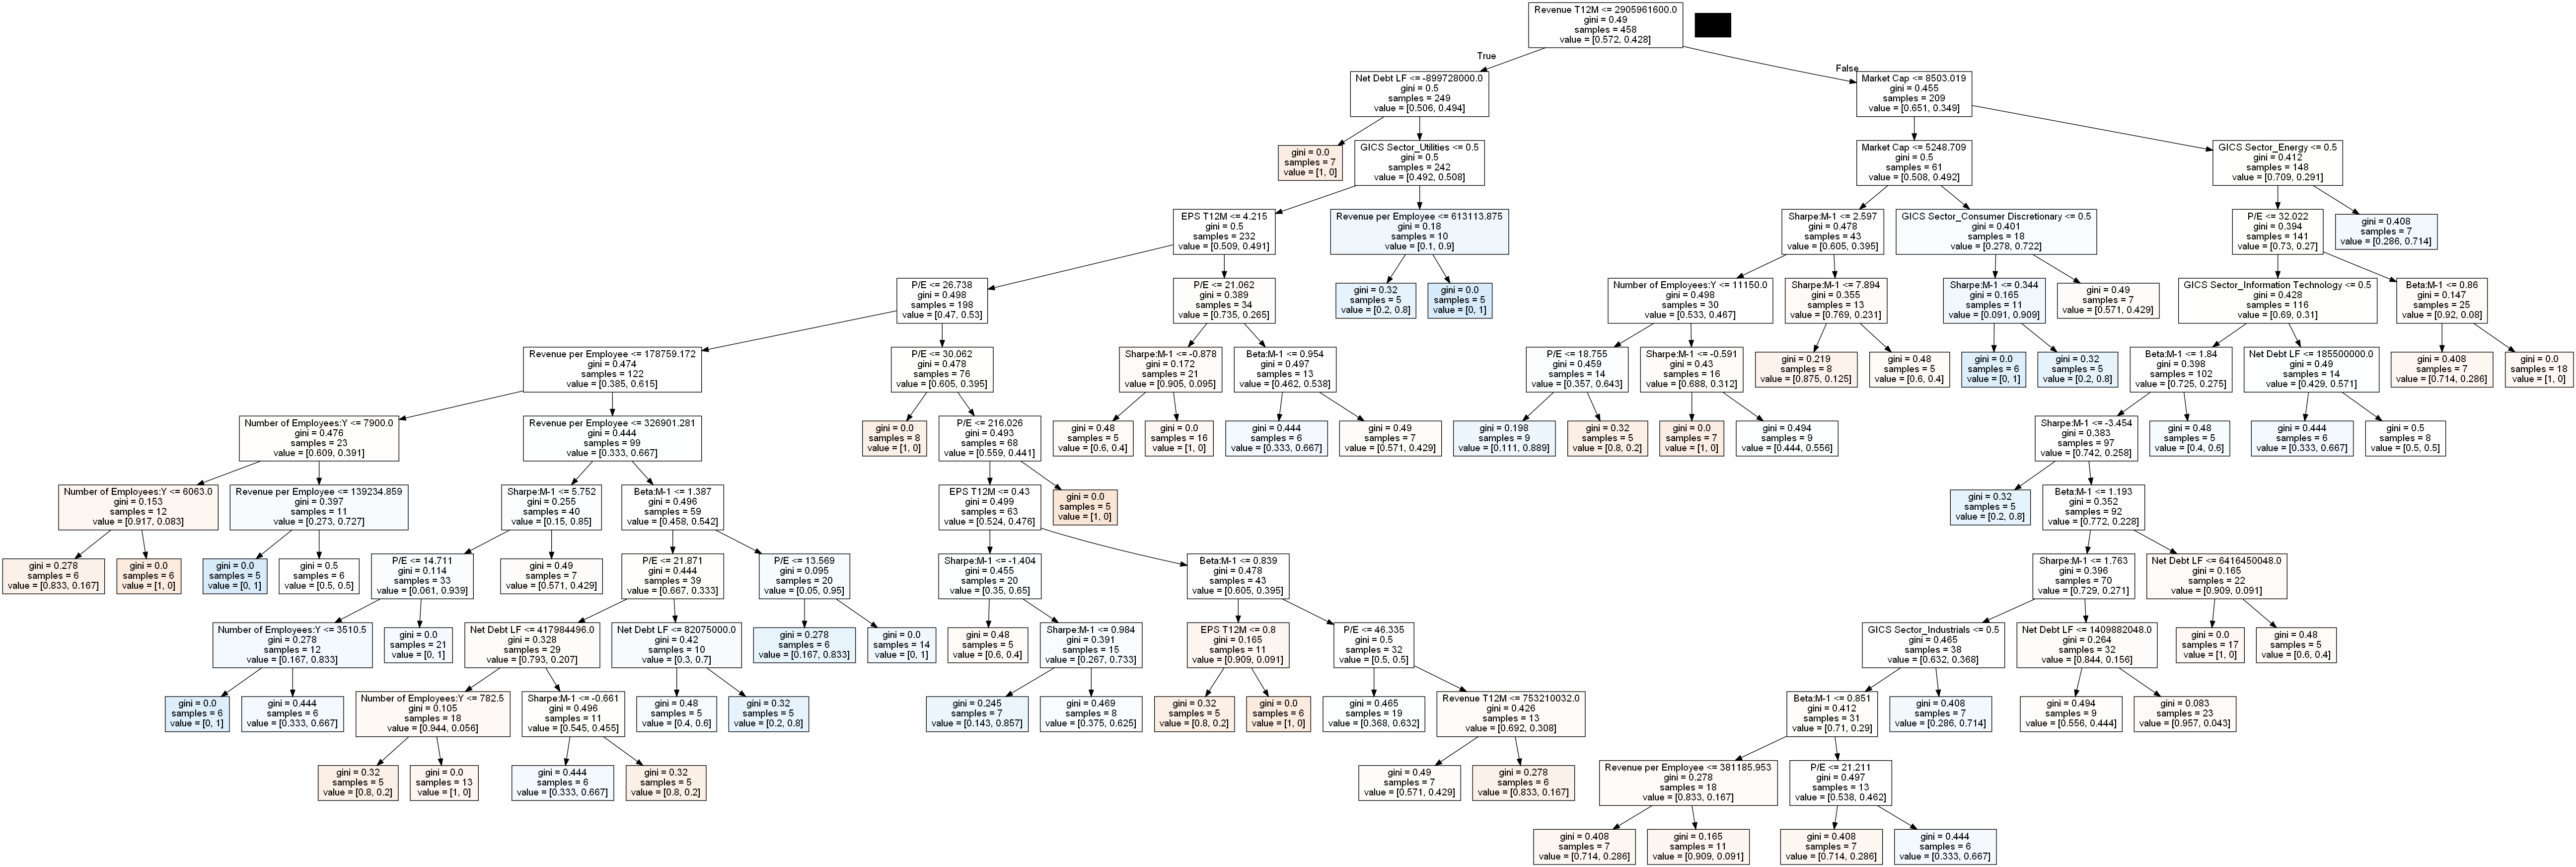 Revenue T12M <= 2905961600.0
gini = 0.49
samples = 458
value = [0.572, 0.428]
True
False
Net Debt LF <= -899728000.0
gini = 0.5
samples = 249
value = [0.506, 0.494]
Market Cap <= 8503.019
gini = 0.455
samples = 209
value = [0.651, 0.349]
gini = 0.0
samples = 7
value = [1, 0]
GICS Sector_Utilities <= 0.5
gini = 0.5
samples = 242
value = [0.492, 0.508]
Market Cap <= 5248.709
gini = 0.5
samples = 61
value = [0.508, 0.492]
GICS Sector_Energy <= 0.5
gini = 0.412
samples = 148
value = [0.709, 0.291]
EPS T12M <= 4.215
gini = 0.5
samples = 232
value = [0.509, 0.491]
Revenue per Employee <= 613113.875
gini = 0.18
samples = 10
value = [0.1, 0.9]
Sharpe:M-1 <= 2.597
gini = 0.478
samples = 43
value = [0.605, 0.395]
GICS Sector_Consumer Discretionary <= 0.5
gini = 0.401
samples = 18
value = [0.278, 0.722]
P/E <= 32.022
gini = 0.394
samples = 141
value = [0.73, 0.27]
gini = 0.408
samples = 7
value = [0.286, 0.714]
P/E <= 26.738
gini = 0.498
samples = 198
value = [0.47, 0.53]
P/E <= 21.062
gini = 0.389
samples = 34
value = [0.735, 0.265]
gini = 0.32
samples = 5
value = [0.2, 0.8]
gini = 0.0
samples = 5
value = [0, 1]
Number of Employees:Y <= 11150.0
gini = 0.498
samples = 30
value = [0.533, 0.467]
Sharpe:M-1 <= 7.894
gini = 0.355
samples = 13
value = [0.769, 0.231]
Sharpe:M-1 <= 0.344
gini = 0.165
samples = 11
value = [0.091, 0.909]
gini = 0.49
samples = 7
value = [0.571, 0.429]
GICS Sector_Information Technology <= 0.5
gini = 0.428
samples = 116
value = [0.69, 0.31]
Beta:M-1 <= 0.86
gini = 0.147
samples = 25
value = [0.92, 0.08]
Revenue per Employee <= 178759.172
gini = 0.474
samples = 122
value = [0.385, 0.615]
P/E <= 30.062
gini = 0.478
samples = 76
value = [0.605, 0.395]
Sharpe:M-1 <= -0.878
gini = 0.172
samples = 21
value = [0.905, 0.095]
Beta:M-1 <= 0.954
gini = 0.497
samples = 13
value = [0.462, 0.538]
P/E <= 18.755
gini = 0.459
samples = 14
value = [0.357, 0.643]
Sharpe:M-1 <= -0.591
gini = 0.43
samples = 16
value = [0.688, 0.312]
gini = 0.219
samples = 8
value = [0.875, 0.125]
gini = 0.48
samples = 5
value = [0.6, 0.4]
gini = 0.0
samples = 6
value = [0, 1]
gini = 0.32
samples = 5
value = [0.2, 0.8]
Beta:M-1 <= 1.84
gini = 0.398
samples = 102
value = [0.725, 0.275]
Net Debt LF <= 185500000.0
gini = 0.49
samples = 14
value = [0.429, 0.571]
gini = 0.408
samples = 7
value = [0.714, 0.286]
gini = 0.0
samples = 18
value = [1, 0]
Number of Employees:Y <= 7900.0
gini = 0.476
samples = 23
value = [0.609, 0.391]
Revenue per Employee <= 326901.281
gini = 0.444
samples = 99
value = [0.333, 0.667]
gini = 0.0
samples = 8
value = [1, 0]
P/E <= 216.026
gini = 0.493
samples = 68
value = [0.559, 0.441]
gini = 0.48
samples = 5
value = [0.6, 0.4]
gini = 0.0
samples = 16
value = [1, 0]
gini = 0.444
samples = 6
value = [0.333, 0.667]
gini = 0.49
samples = 7
value = [0.571, 0.429]
gini = 0.198
samples = 9
value = [0.111, 0.889]
gini = 0.32
samples = 5
value = [0.8, 0.2]
gini = 0.0
samples = 7
value = [1, 0]
gini = 0.494
samples = 9
value = [0.444, 0.556]
Sharpe:M-1 <= -3.454
gini = 0.383
samples = 97
value = [0.742, 0.258]
gini = 0.48
samples = 5
value = [0.4, 0.6]
gini = 0.444
samples = 6
value = [0.333, 0.667]
gini = 0.5
samples = 8
value = [0.5, 0.5]
Number of Employees:Y <= 6063.0
gini = 0.153
samples = 12
value = [0.917, 0.083]
Revenue per Employee <= 139234.859
gini = 0.397
samples = 11
value = [0.273, 0.727]
Sharpe:M-1 <= 5.752
gini = 0.255
samples = 40
value = [0.15, 0.85]
Beta:M-1 <= 1.387
gini = 0.496
samples = 59
value = [0.458, 0.542]
EPS T12M <= 0.43
gini = 0.499
samples = 63
value = [0.524, 0.476]
gini = 0.0
samples = 5
value = [1, 0]
gini = 0.32
samples = 5
value = [0.2, 0.8]
Beta:M-1 <= 1.193
gini = 0.352
samples = 92
value = [0.772, 0.228]
gini = 0.278
samples = 6
value = [0.833, 0.167]
gini = 0.0
samples = 6
value = [1, 0]
gini = 0.0
samples = 5
value = [0, 1]
gini = 0.5
samples = 6
value = [0.5, 0.5]
P/E <= 14.711
gini = 0.114
samples = 33
value = [0.061, 0.939]
gini = 0.49
samples = 7
value = [0.571, 0.429]
P/E <= 21.871
gini = 0.444
samples = 39
value = [0.667, 0.333]
P/E <= 13.569
gini = 0.095
samples = 20
value = [0.05, 0.95]
Sharpe:M-1 <= -1.404
gini = 0.455
samples = 20
value = [0.35, 0.65]
Beta:M-1 <= 0.839
gini = 0.478
samples = 43
value = [0.605, 0.395]
Sharpe:M-1 <= 1.763
gini = 0.396
samples = 70
value = [0.729, 0.271]
Net Debt LF <= 6416450048.0
gini = 0.165
samples = 22
value = [0.909, 0.091]
Number of Employees:Y <= 3510.5
gini = 0.278
samples = 12
value = [0.167, 0.833]
gini = 0.0
samples = 21
value = [0, 1]
Net Debt LF <= 417984496.0
gini = 0.328
samples = 29
value = [0.793, 0.207]
Net Debt LF <= 82075000.0
gini = 0.42
samples = 10
value = [0.3, 0.7]
gini = 0.278
samples = 6
value = [0.167, 0.833]
gini = 0.0
samples = 14
value = [0, 1]
gini = 0.48
samples = 5
value = [0.6, 0.4]
Sharpe:M-1 <= 0.984
gini = 0.391
samples = 15
value = [0.267, 0.733]
EPS T12M <= 0.8
gini = 0.165
samples = 11
value = [0.909, 0.091]
P/E <= 46.335
gini = 0.5
samples = 32
value = [0.5, 0.5]
GICS Sector_Industrials <= 0.5
gini = 0.465
samples = 38
value = [0.632, 0.368]
Net Debt LF <= 1409882048.0
gini = 0.264
samples = 32
value = [0.844, 0.156]
gini = 0.0
samples = 17
value = [1, 0]
gini = 0.48
samples = 5
value = [0.6, 0.4]
gini = 0.0
samples = 6
value = [0, 1]
gini = 0.444
samples = 6
value = [0.333, 0.667]
Number of Employees:Y <= 782.5
gini = 0.105
samples = 18
value = [0.944, 0.056]
Sharpe:M-1 <= -0.661
gini = 0.496
samples = 11
value = [0.545, 0.455]
gini = 0.48
samples = 5
value = [0.4, 0.6]
gini = 0.32
samples = 5
value = [0.2, 0.8]
gini = 0.245
samples = 7
value = [0.143, 0.857]
gini = 0.469
samples = 8
value = [0.375, 0.625]
gini = 0.32
samples = 5
value = [0.8, 0.2]
gini = 0.0
samples = 6
value = [1, 0]
gini = 0.465
samples = 19
value = [0.368, 0.632]
Revenue T12M <= 753210032.0
gini = 0.426
samples = 13
value = [0.692, 0.308]
Beta:M-1 <= 0.851
gini = 0.412
samples = 31
value = [0.71, 0.29]
gini = 0.408
samples = 7
value = [0.286, 0.714]
gini = 0.494
samples = 9
value = [0.556, 0.444]
gini = 0.083
samples = 23
value = [0.957, 0.043]
gini = 0.32
samples = 5
value = [0.8, 0.2]
gini = 0.0
samples = 13
value = [1, 0]
gini = 0.444
samples = 6
value = [0.333, 0.667]
gini = 0.32
samples = 5
value = [0.8, 0.2]
gini = 0.49
samples = 7
value = [0.571, 0.429]
gini = 0.278
samples = 6
value = [0.833, 0.167]
Revenue per Employee <= 381185.953
gini = 0.278
samples = 18
value = [0.833, 0.167]
P/E <= 21.211
gini = 0.497
samples = 13
value = [0.538, 0.462]
gini = 0.408
samples = 7
value = [0.714, 0.286]
gini = 0.165
samples = 11
value = [0.909, 0.091]
gini = 0.408
samples = 7
value = [0.714, 0.286]
gini = 0.444
samples = 6
value = [0.333, 0.667]